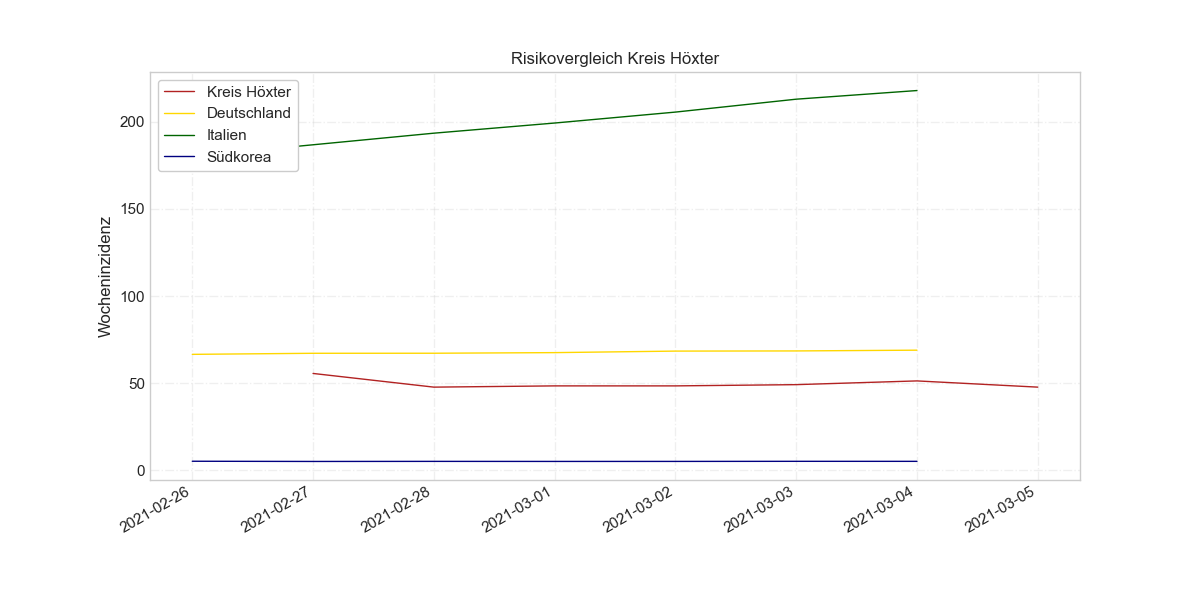 Risikovergleich Kreis Höxter
Kreis Höxter
Deutschland
Italien
Südkorea
Wocheninzidenz
200
150
100
50
0
2021-02-26
2021-02-27
2021-02-28
2021-03-01
2021-03-02
2021-03-03
2021-03-04
2021-03-05